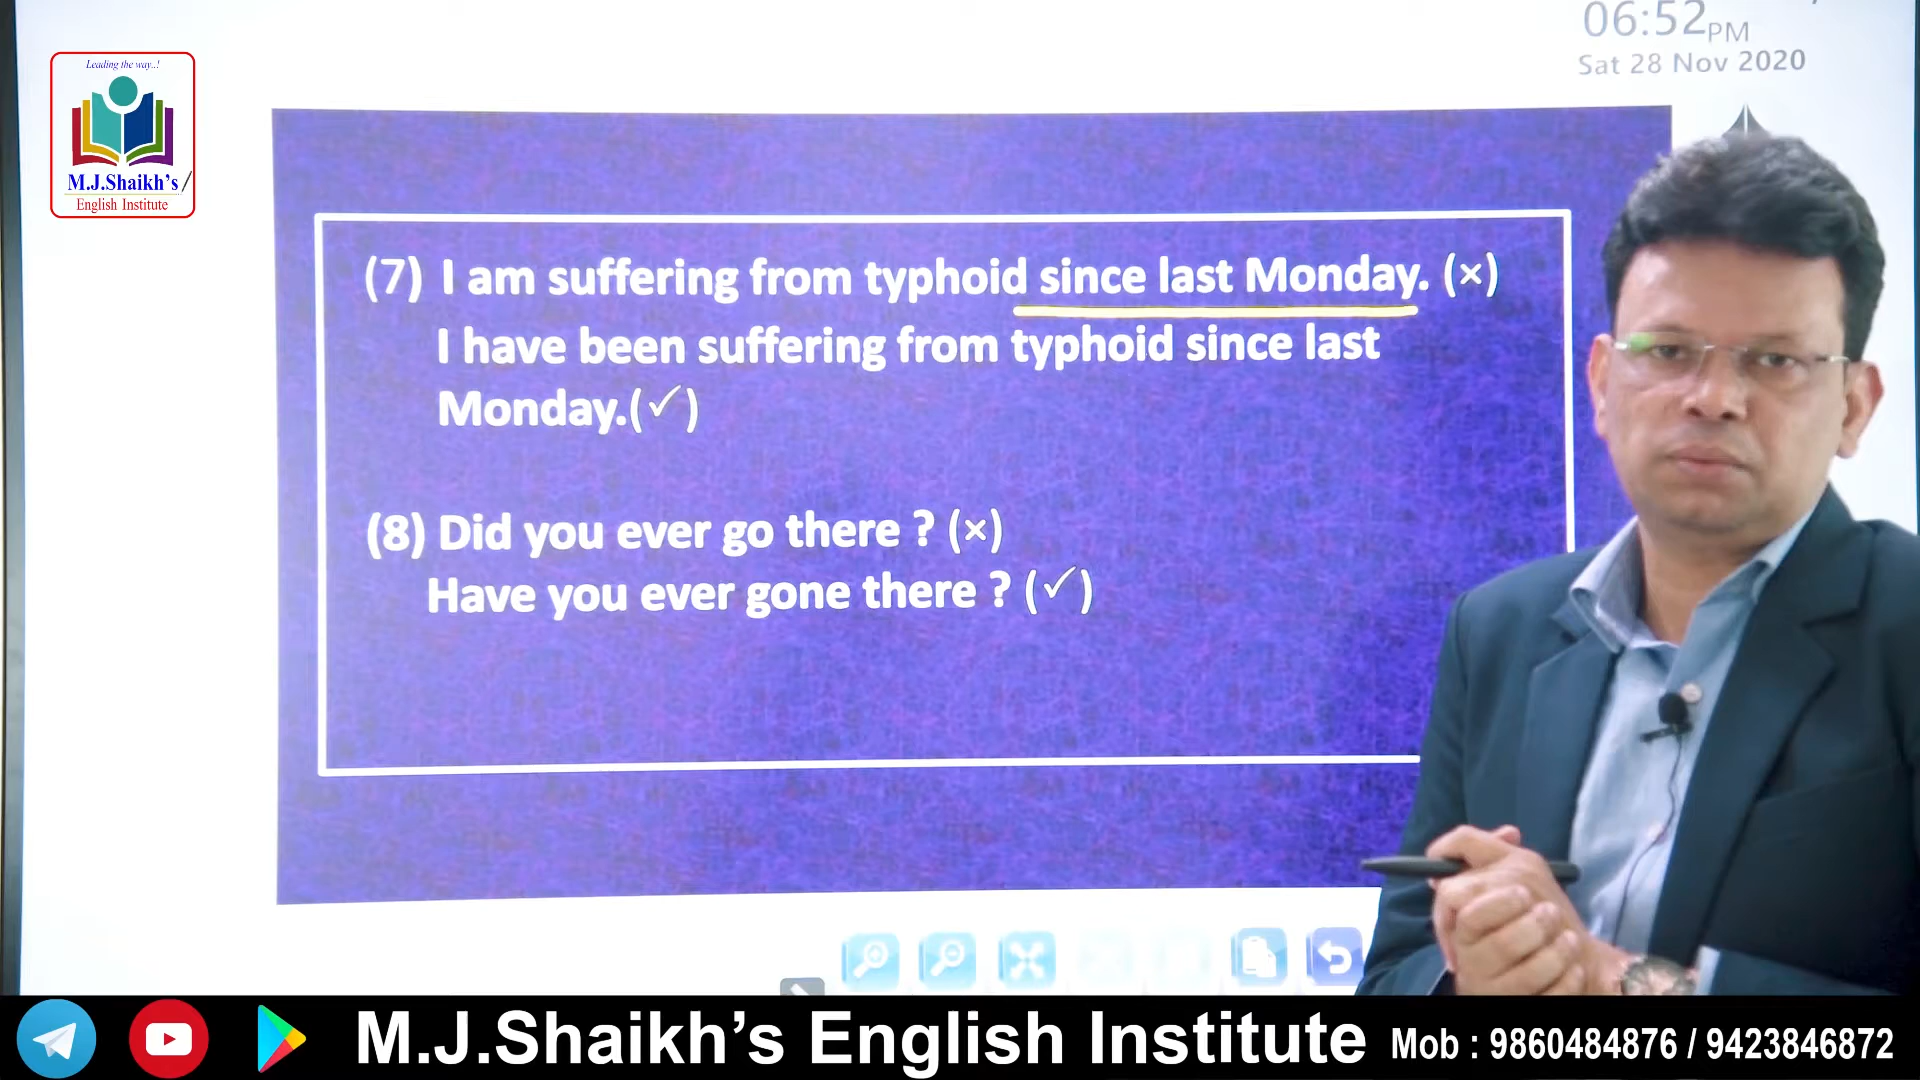 06:52PM
Sat 28 Nov 2020
Leading the way..!
M.J.Shaikh's
English Institute
(7) I am suffering from typhoid since last Monday. (×)
I have been suffering from typhoid since last
Monday.(✓)
(8) Did you ever go there ? (×)
Have you ever gone there ? (✓)
M.J.Shaikh’s English Institute Mob : 9860484876 / 9423846872